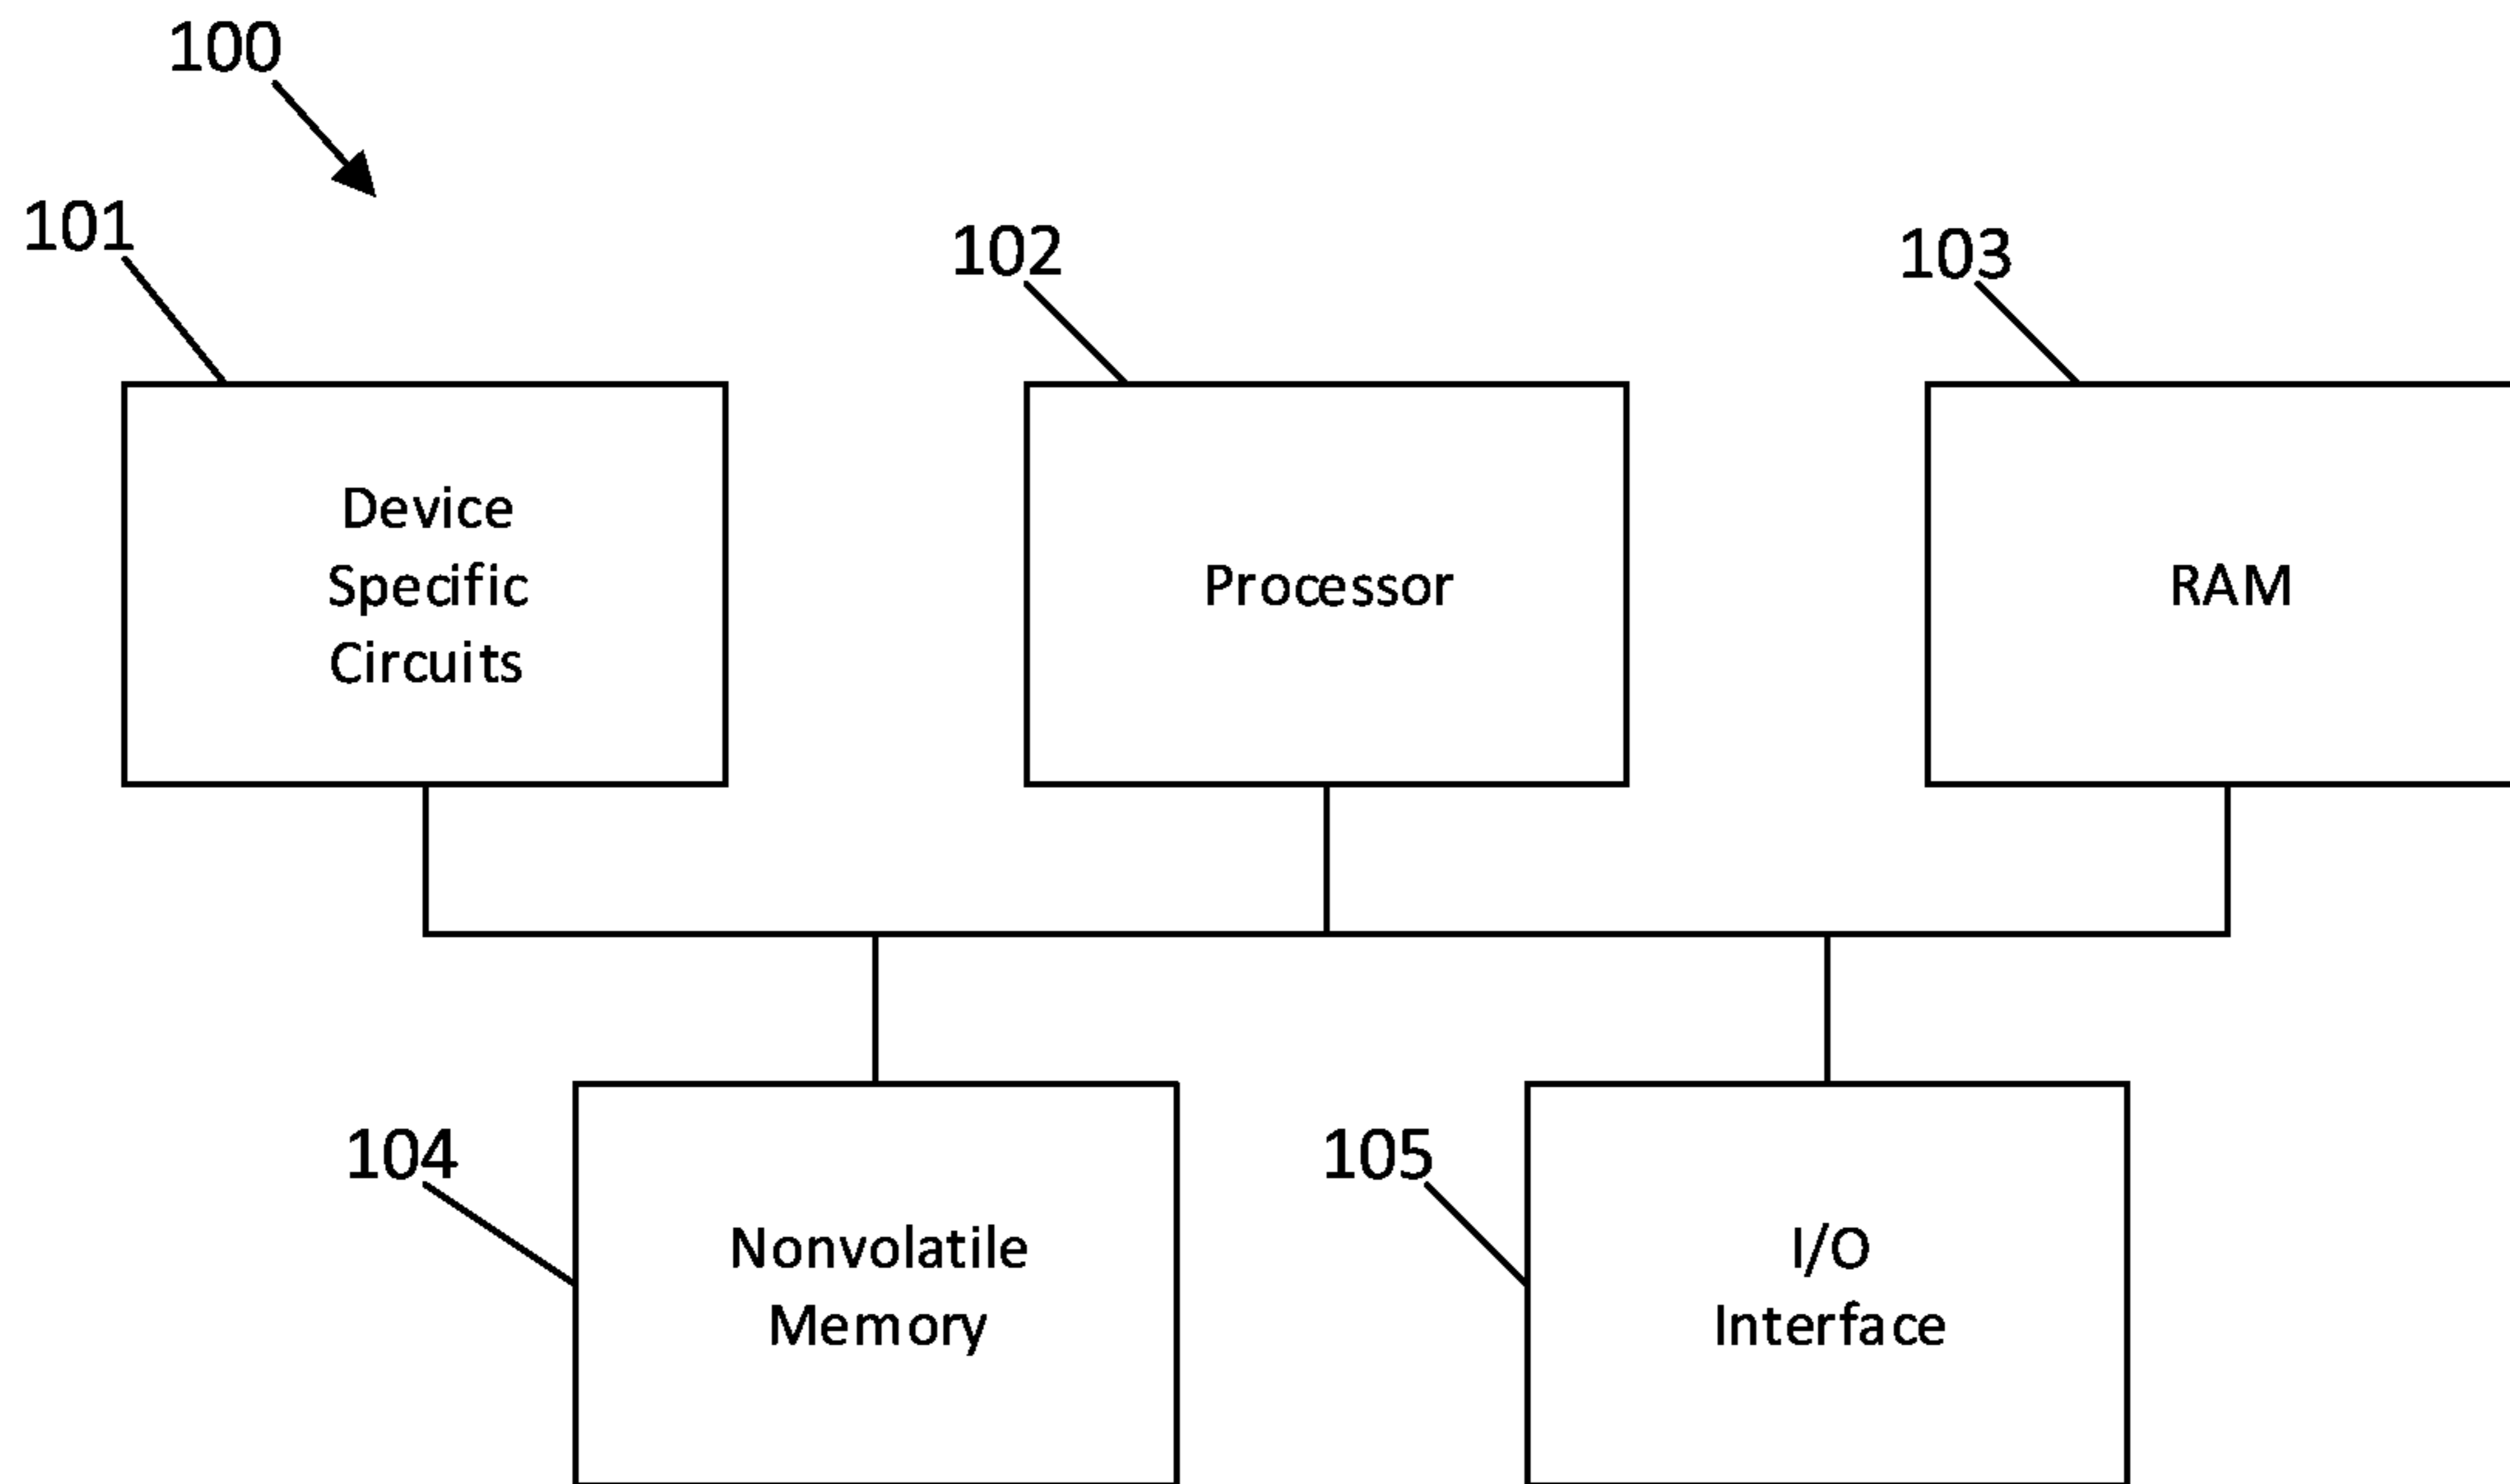 100
101
102
103
Device
Specific
Circuits
Processor
RAM
104
105
Nonvolatile
Memory
I/O
Interface